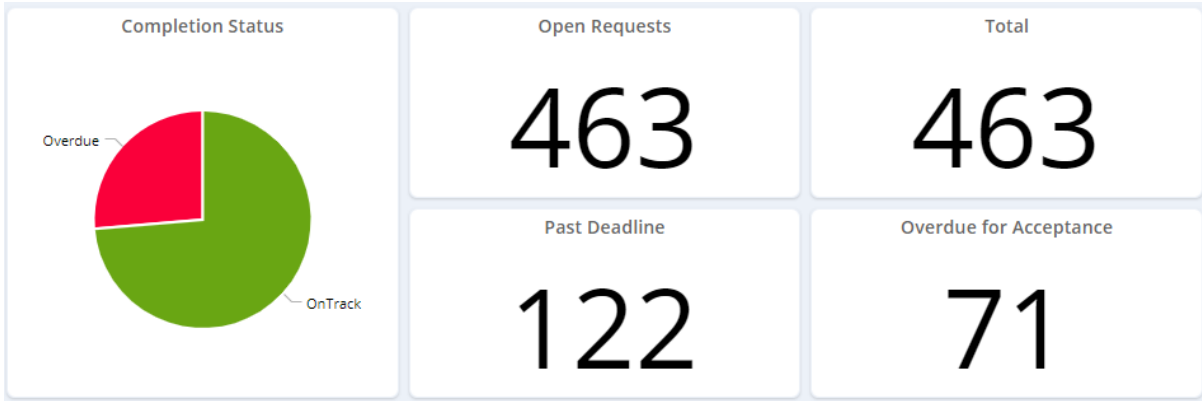 Completion Status
Overdue
OnTrack
Open Requests
463
Total
463
Past Deadline
122
Overdue for Acceptance
71